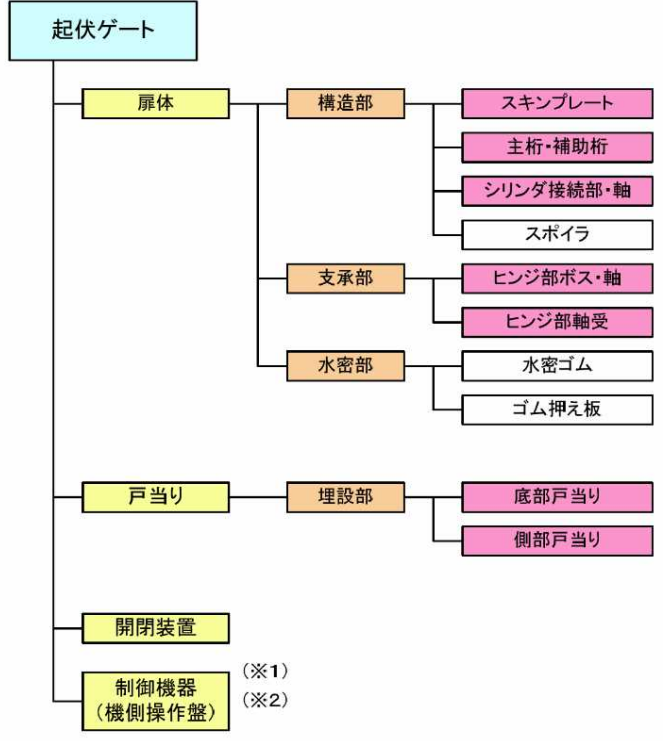 起伏ゲート
扉体
構造部
スキンプレート
主桁・補助桁
シリンダ接続部・軸
スポイラ
支承部
ヒンジ部ボス・軸
ヒンジ部軸受
水密部
水密ゴム
ゴム押え板
戸当り
埋設部
底部戸当り
側部戸当り
開閉装置
制御機器
(機側操作盤)
(※1)
(※2)